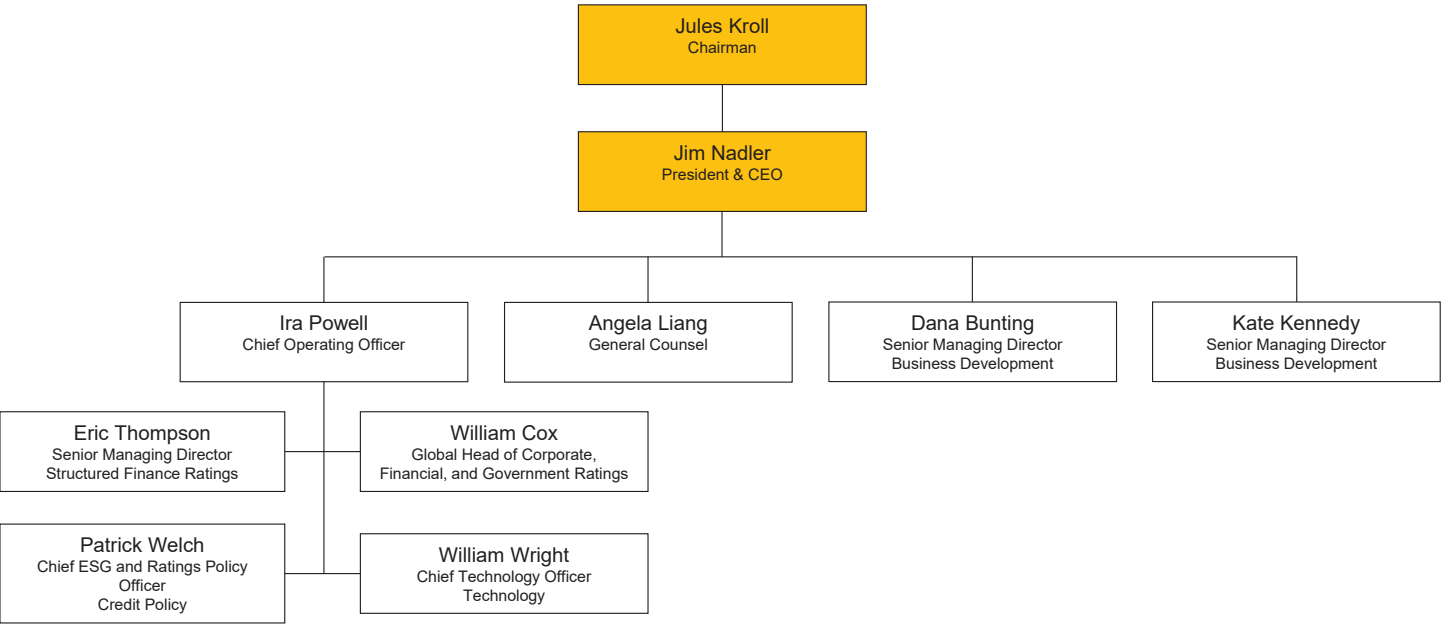 Jules Kroll
Chairman
Jim Nadler
President & CEO
Ira Powell
Chief Operating Officer
Angela Liang
General Counsel
Dana Bunting
Senior Managing Director
Business Development
Kate Kennedy
Senior Managing Director
Business Development
Eric Thompson
Senior Managing Director
Structured Finance Ratings
William Cox
Global Head of Corporate,
Financial, and Government Ratings
Patrick Welch
Chief ESG and Ratings Policy
Officer
Credit Policy
William Wright
Chief Technology Officer
Technology